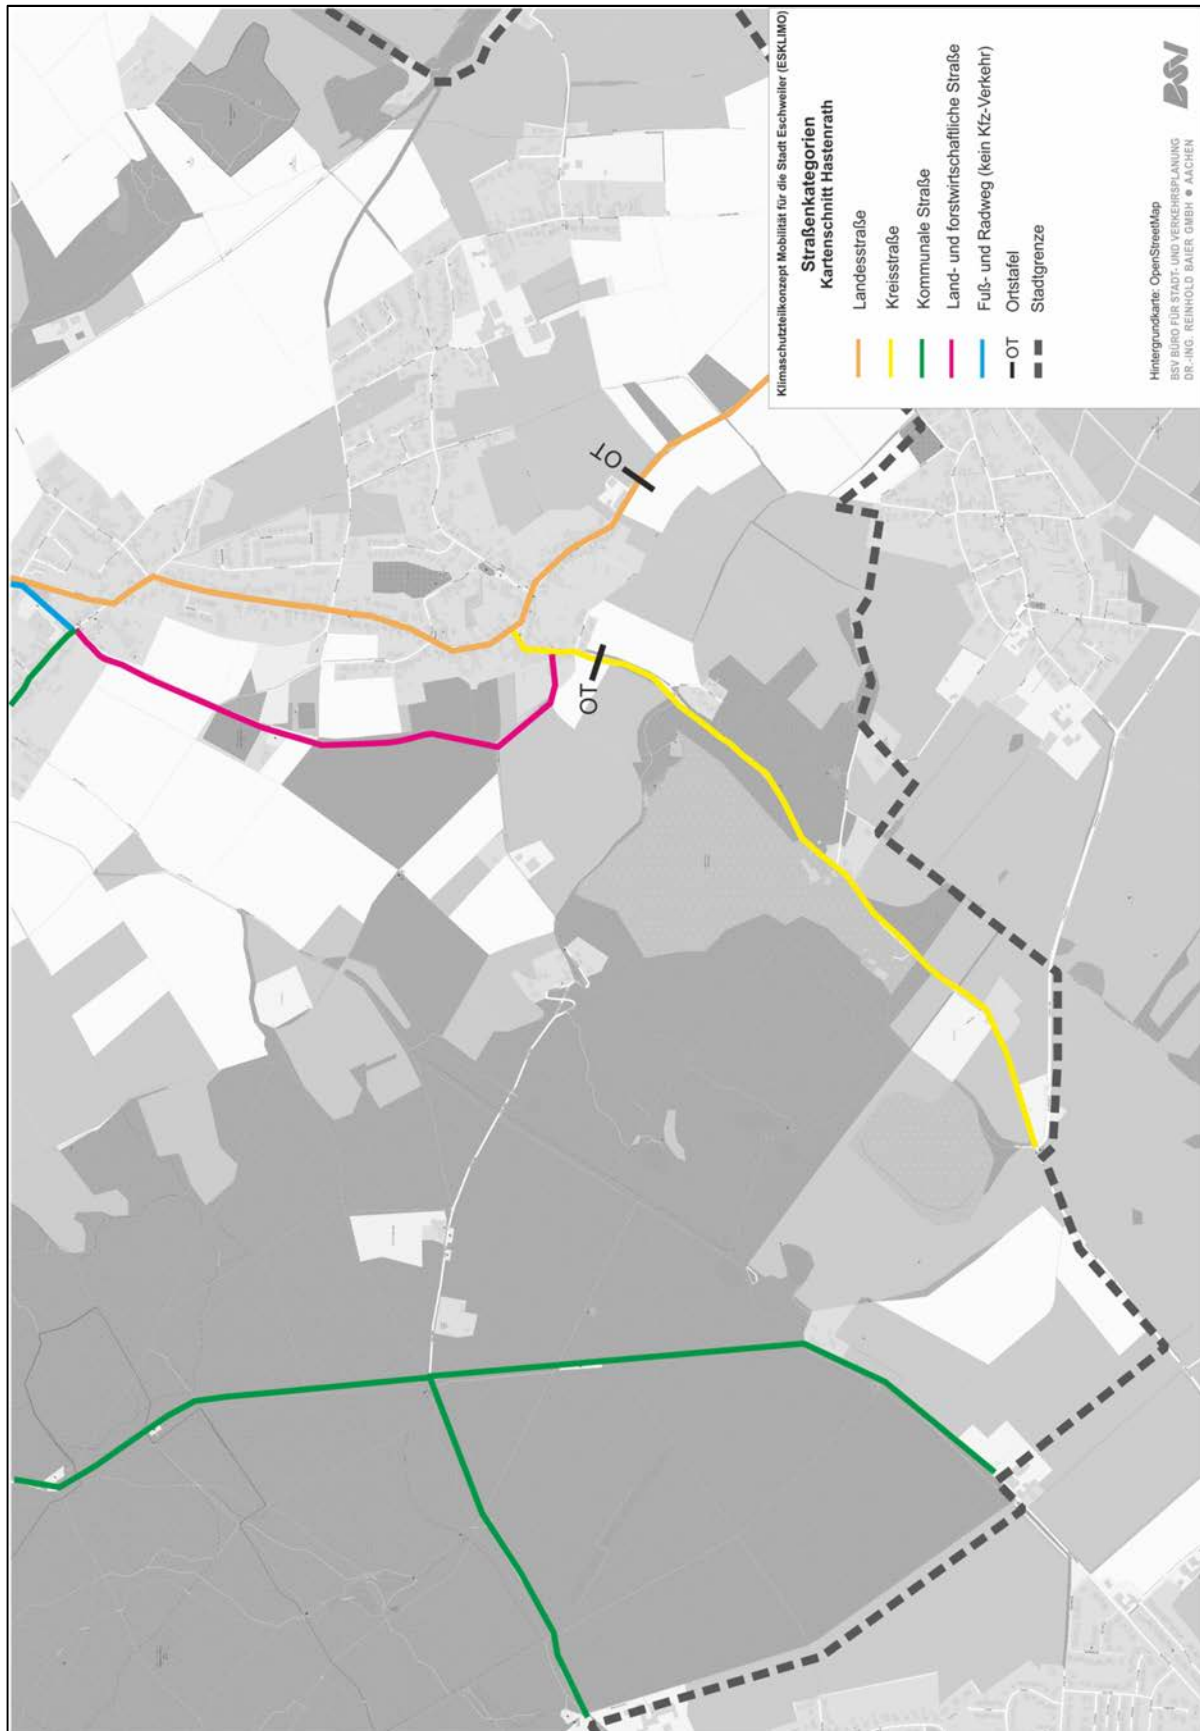 Klimaschutzteilkonzept Mobilität für die Stadt Eschweiler (ESKLIMO)
Straßenkategorien
Kartenschnitt Hastenrath
Landesstraße
Kreisstraße
Kommunale Straße
Land- und forstwirtschaftliche Straße
Fuß- und Radweg (kein Kfz-Verkehr)
OT Ortstafel
Stadtgrenze
Hintergrundkarte: OpenStreetMap
BSV BÜRO FÜR STADT- UND VERKEHRSPLANUNG
DR.-ING. REINHOLD BAIER GMBH ● AACHEN
BSV
OT
OT